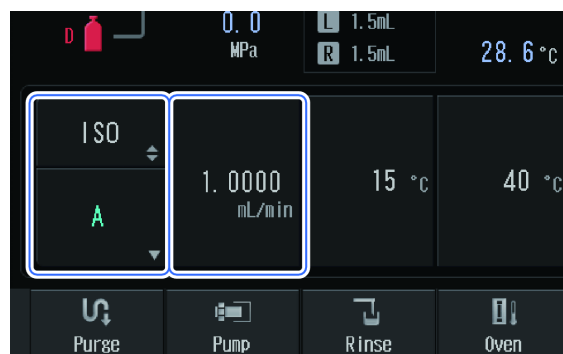 D
0.0
MPa
L 1.5mL
R 1.5mL
28.6°C
ISO
A
1.0000
mL/min
15 °C
40 °C
Purge
Pump
Rinse
Oven